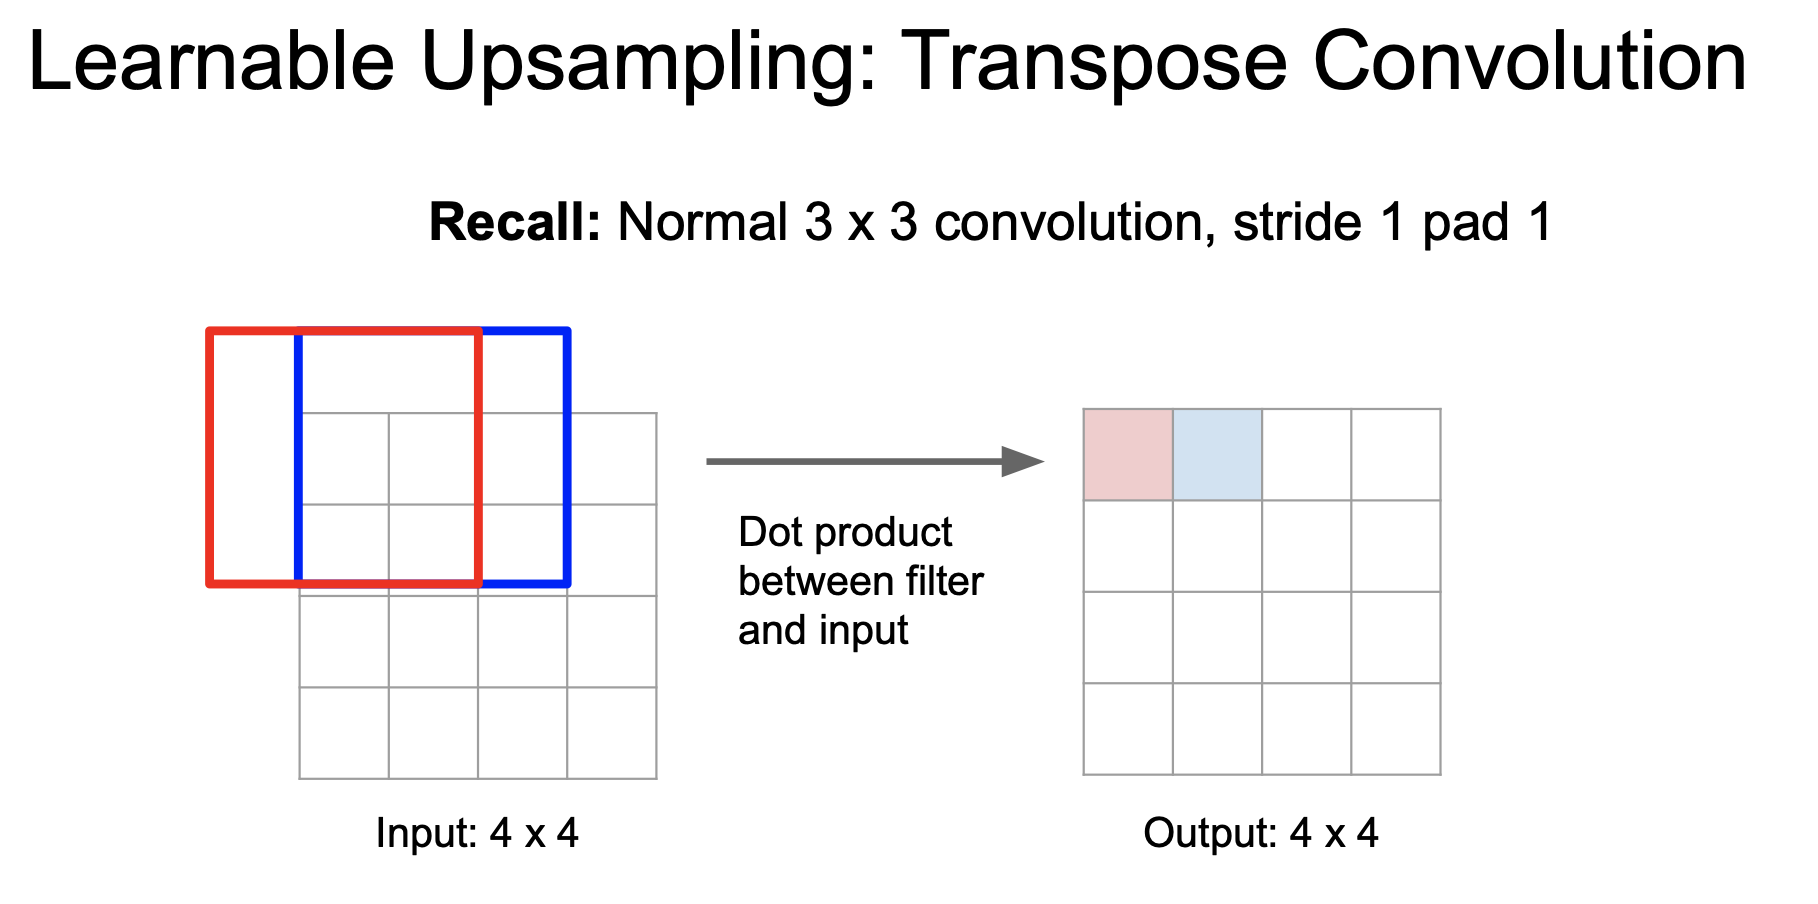 Learnable Upsampling: Transpose Convolution
Recall: Normal 3 x 3 convolution, stride 1 pad 1
Dot product
between filter
and input
Input: 4 x 4
Output: 4 x 4